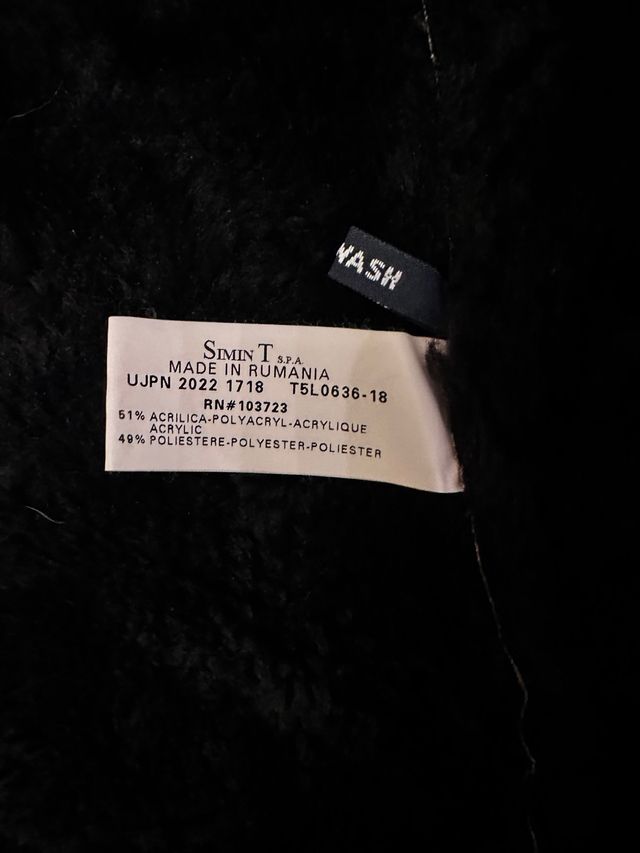 WASH
SIMIN T S.P.A.
MADE IN RUMANIA
UJPN 2022 1718 T5L0636-18
RN#103723
51% ACRILICA-POLYACRYL-ACRYLIQUE
ACRYLIC
49% POLIESTERE-POLYESTER-POLIESTER